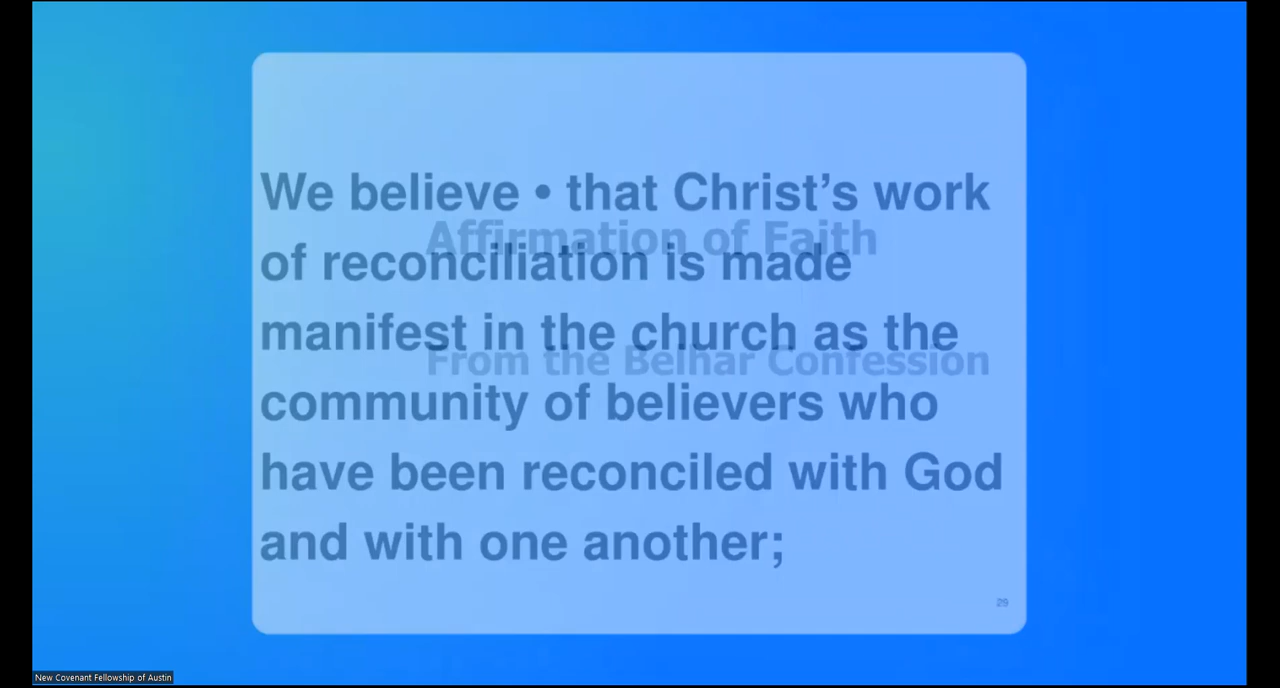 We believe • that Christ’s work
Affirmation of Faith
of reconciliation is made
manifest in the church as the
From the Belhar Confession
community of believers who
have been reconciled with God
and with one another;
29
New Covenant Fellowship of Austin